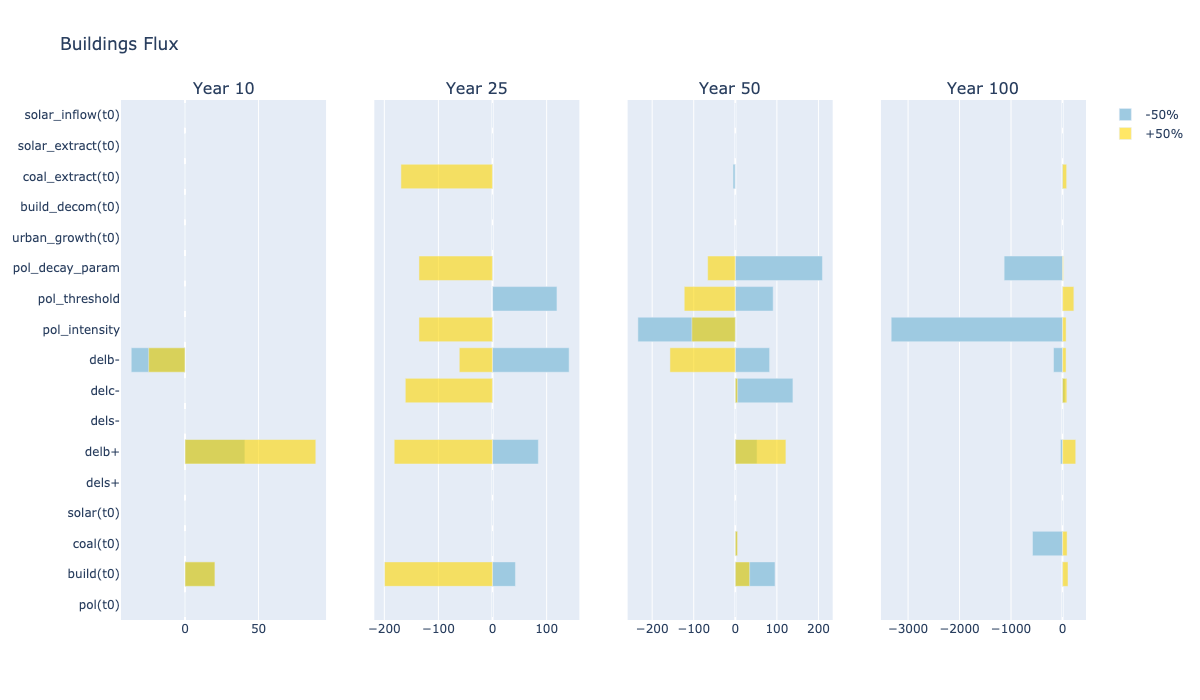 Buildings Flux
Year 10
Year 25
Year 50
Year 100
solar_inflow(t0)
solar_extract(t0)
coal_extract(t0)
build_decom(t0)
urban_growth(t0)
pol_decay_param
pol_threshold
pol_intensity
delb-
delc-
dels-
delb+
dels+
solar(t0)
coal(t0)
build(t0)
pol(t0)
0 50
−200 −100 0 100
−200 −100 0 100 200
−3000 −2000 −1000 0
-50%
+50%